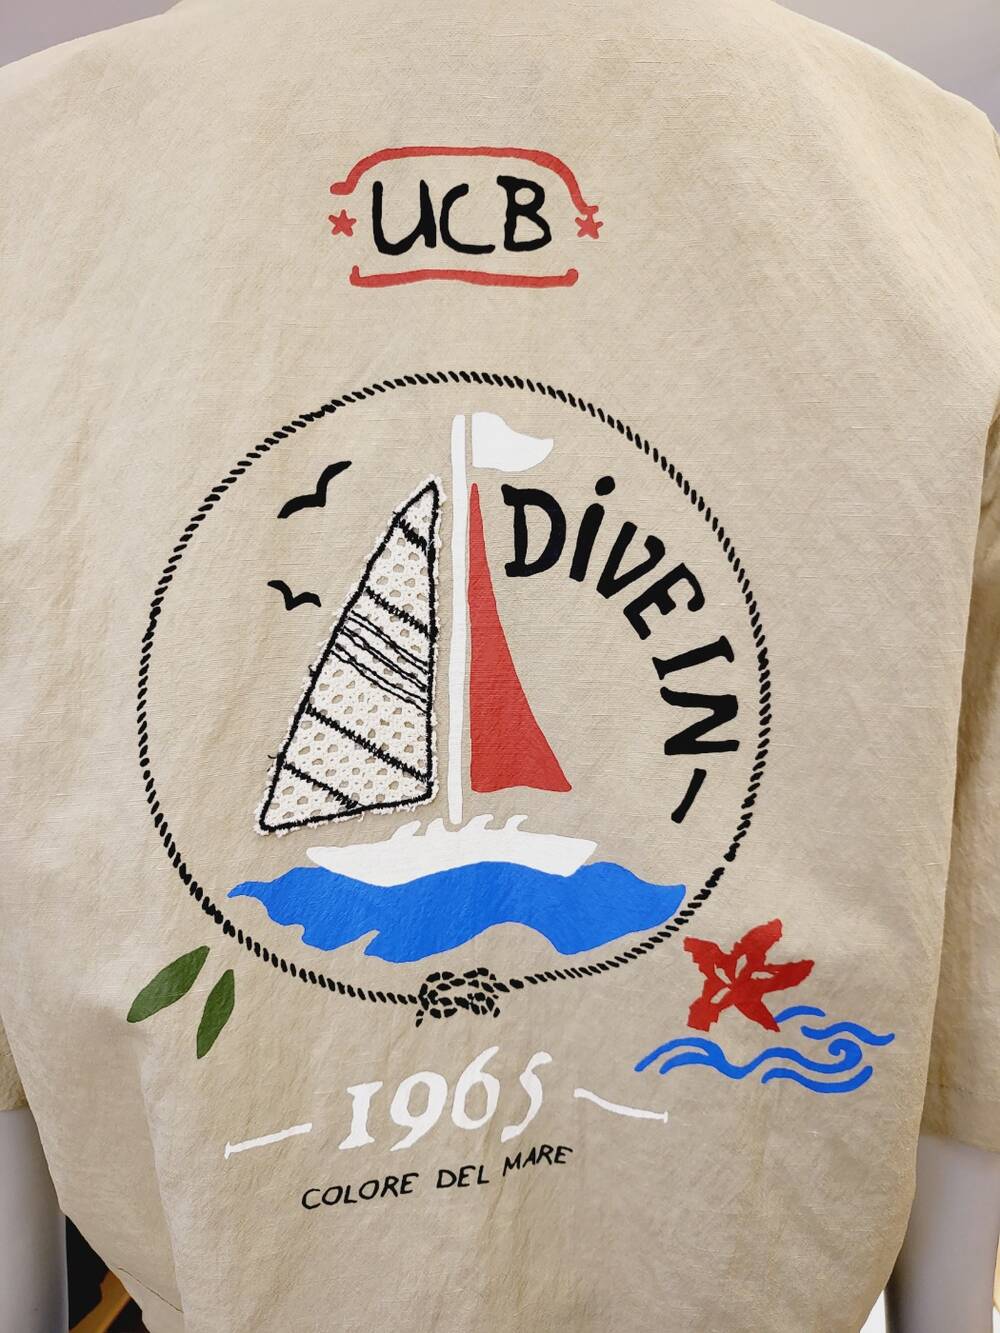 UCB
DiVE IN
1965
COLORE DEL MARE